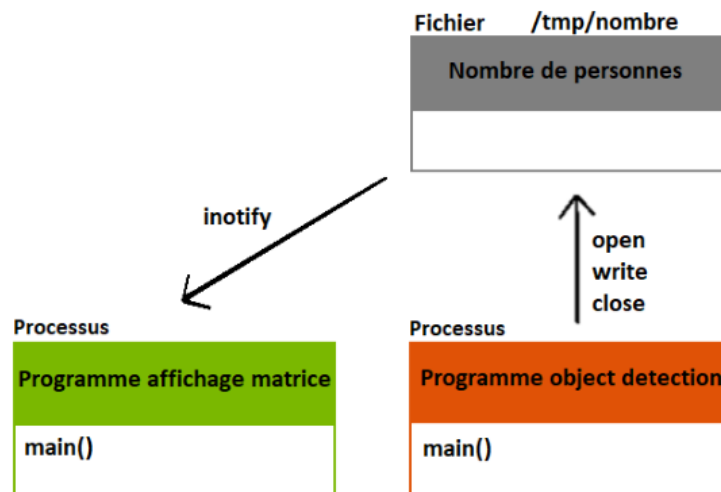 Fichier /tmp/nombre
Nombre de personnes
inotify
open
write
close
Processus
Programme affichage matrice
main()
Processus
Programme object detection
main()